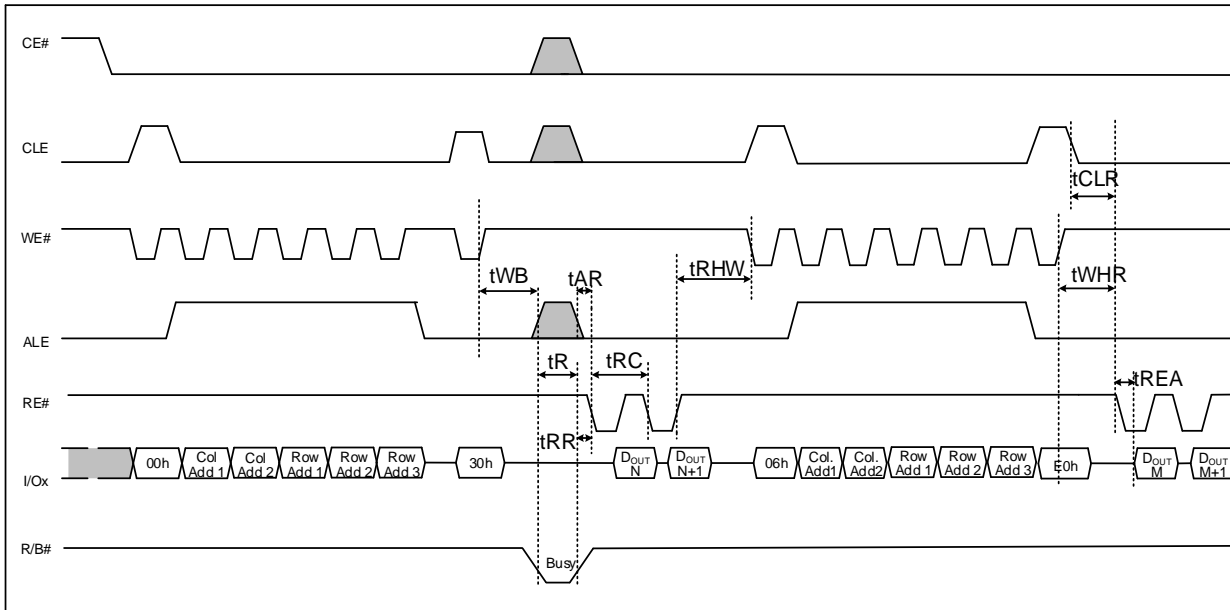 CE#
CLE
tCLR
WE#
tWB
tAR
tRHW
tWHR
ALE
tR
tRC
tREA
RE#
tRR
I/Ox
00h
Col
Add 1
Col
Add 2
Row
Add 1
Row
Add 2
Row
Add 3
30h
DOUT
N
DOUT
N+1
06h
Col.
Add1
Col.
Add2
Row
Add 1
Row
Add 2
Row
Add 3
E0h
DOUT
M
DOUT
M+1
R/B#
Busy